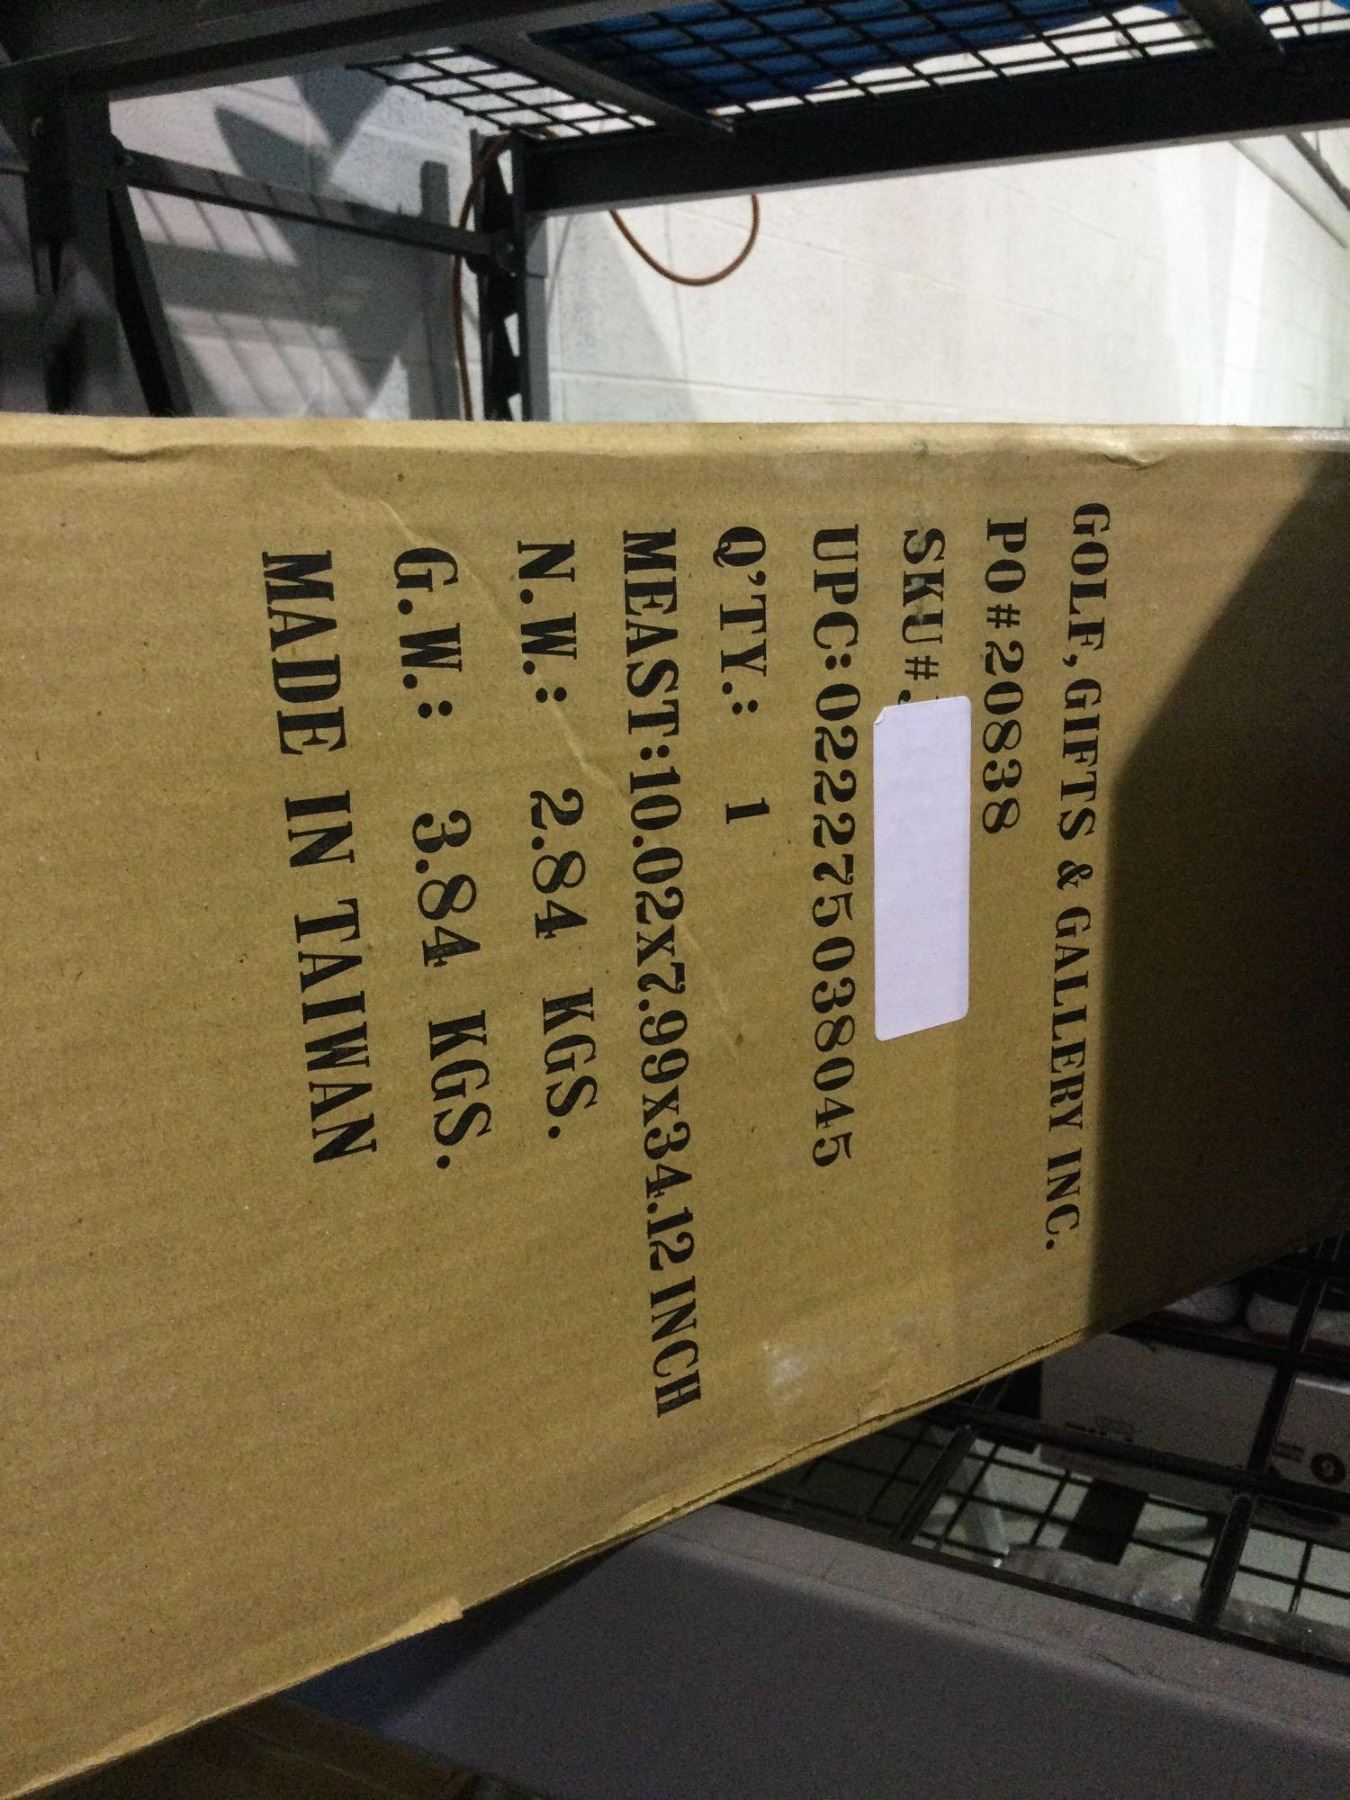 GOLF, GIFTS & GALLERY INC.
PO#20838
SKU#
UPC:022275038045
Q'TY.: 1
MEAST:10.02X7.99X34.12 INCH
N.W.: 2.84 KGS.
G.W.: 3.84 KGS.
MADE IN TAIWAN